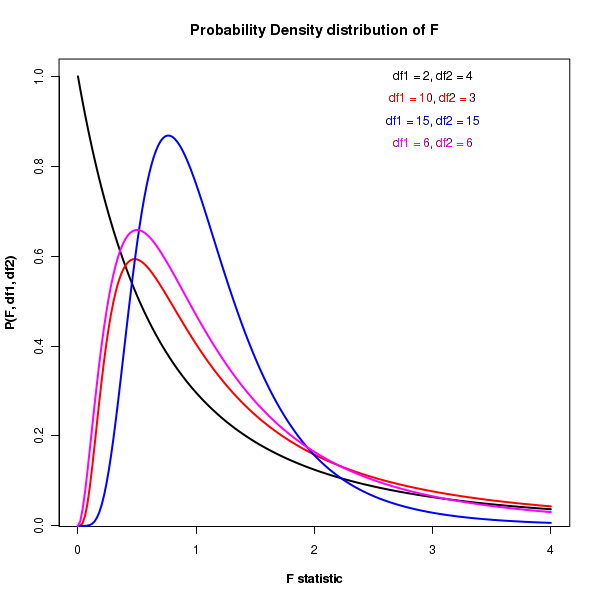 Probability Density distribution of F
df1 = 2, df2 = 4
df1 = 10, df2 = 3
df1 = 15, df2 = 15
df1 = 6, df2 = 6
P(F, df1, df2)
1.0
0.8
0.6
0.4
0.2
0.0
0 1 2 3 4
F statistic